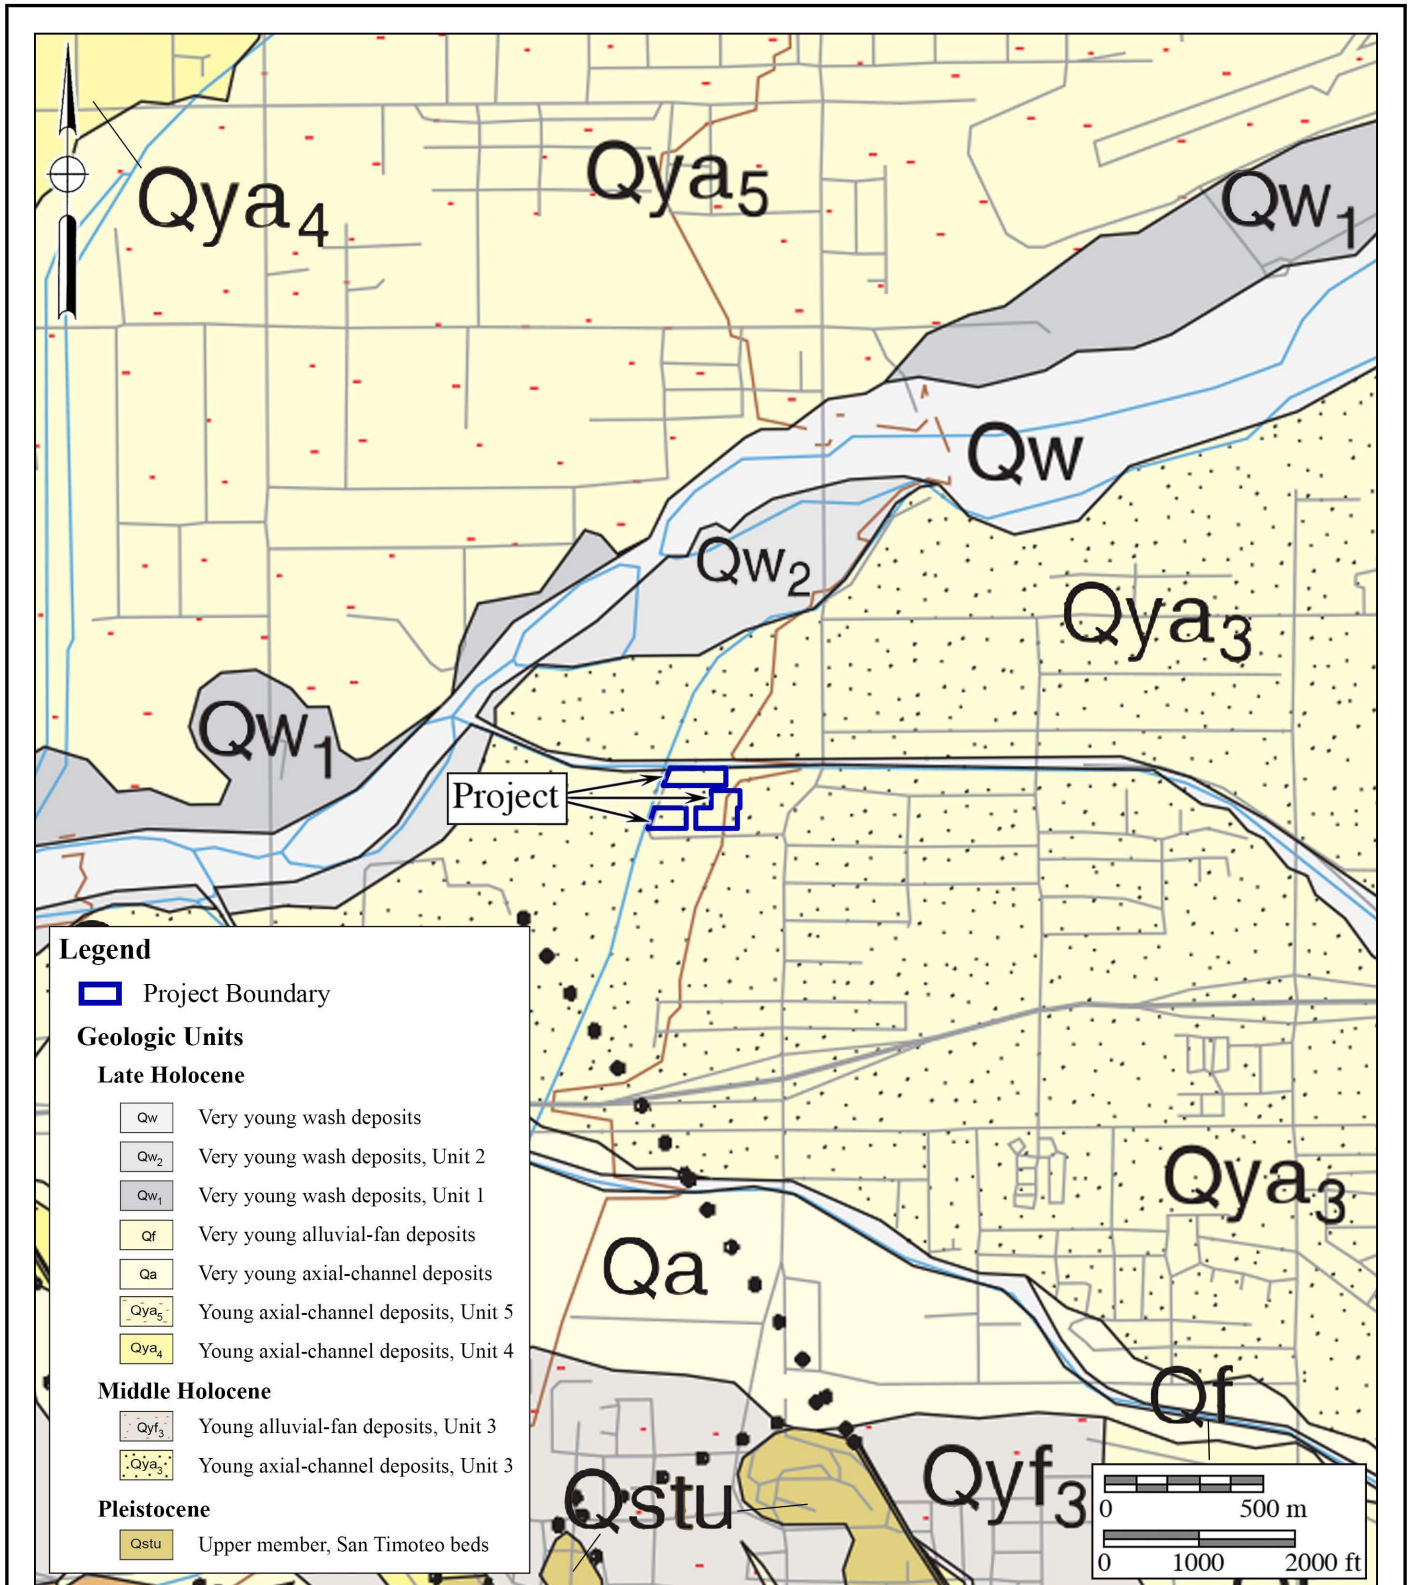 Qya4
Qya5
Qw1
Qw
Qw2
Qya3
Qw1
Project
Legend
Project Boundary
Geologic Units
Late Holocene
Qw Very young wash deposits
Qw2 Very young wash deposits, Unit 2
Qw1 Very young wash deposits, Unit 1
Qf Very young alluvial-fan deposits
Qa Very young axial-channel deposits
Qya5 Young axial-channel deposits, Unit 5
Qya4 Young axial-channel deposits, Unit 4
Middle Holocene
Qyf3 Young alluvial-fan deposits, Unit 3
Qya3 Young axial-channel deposits, Unit 3
Pleistocene
Qstu Upper member, San Timoteo beds
Qya3
Qa
Qf
Qstu
Qyf3
0 500 m
0 1000 2000 ft